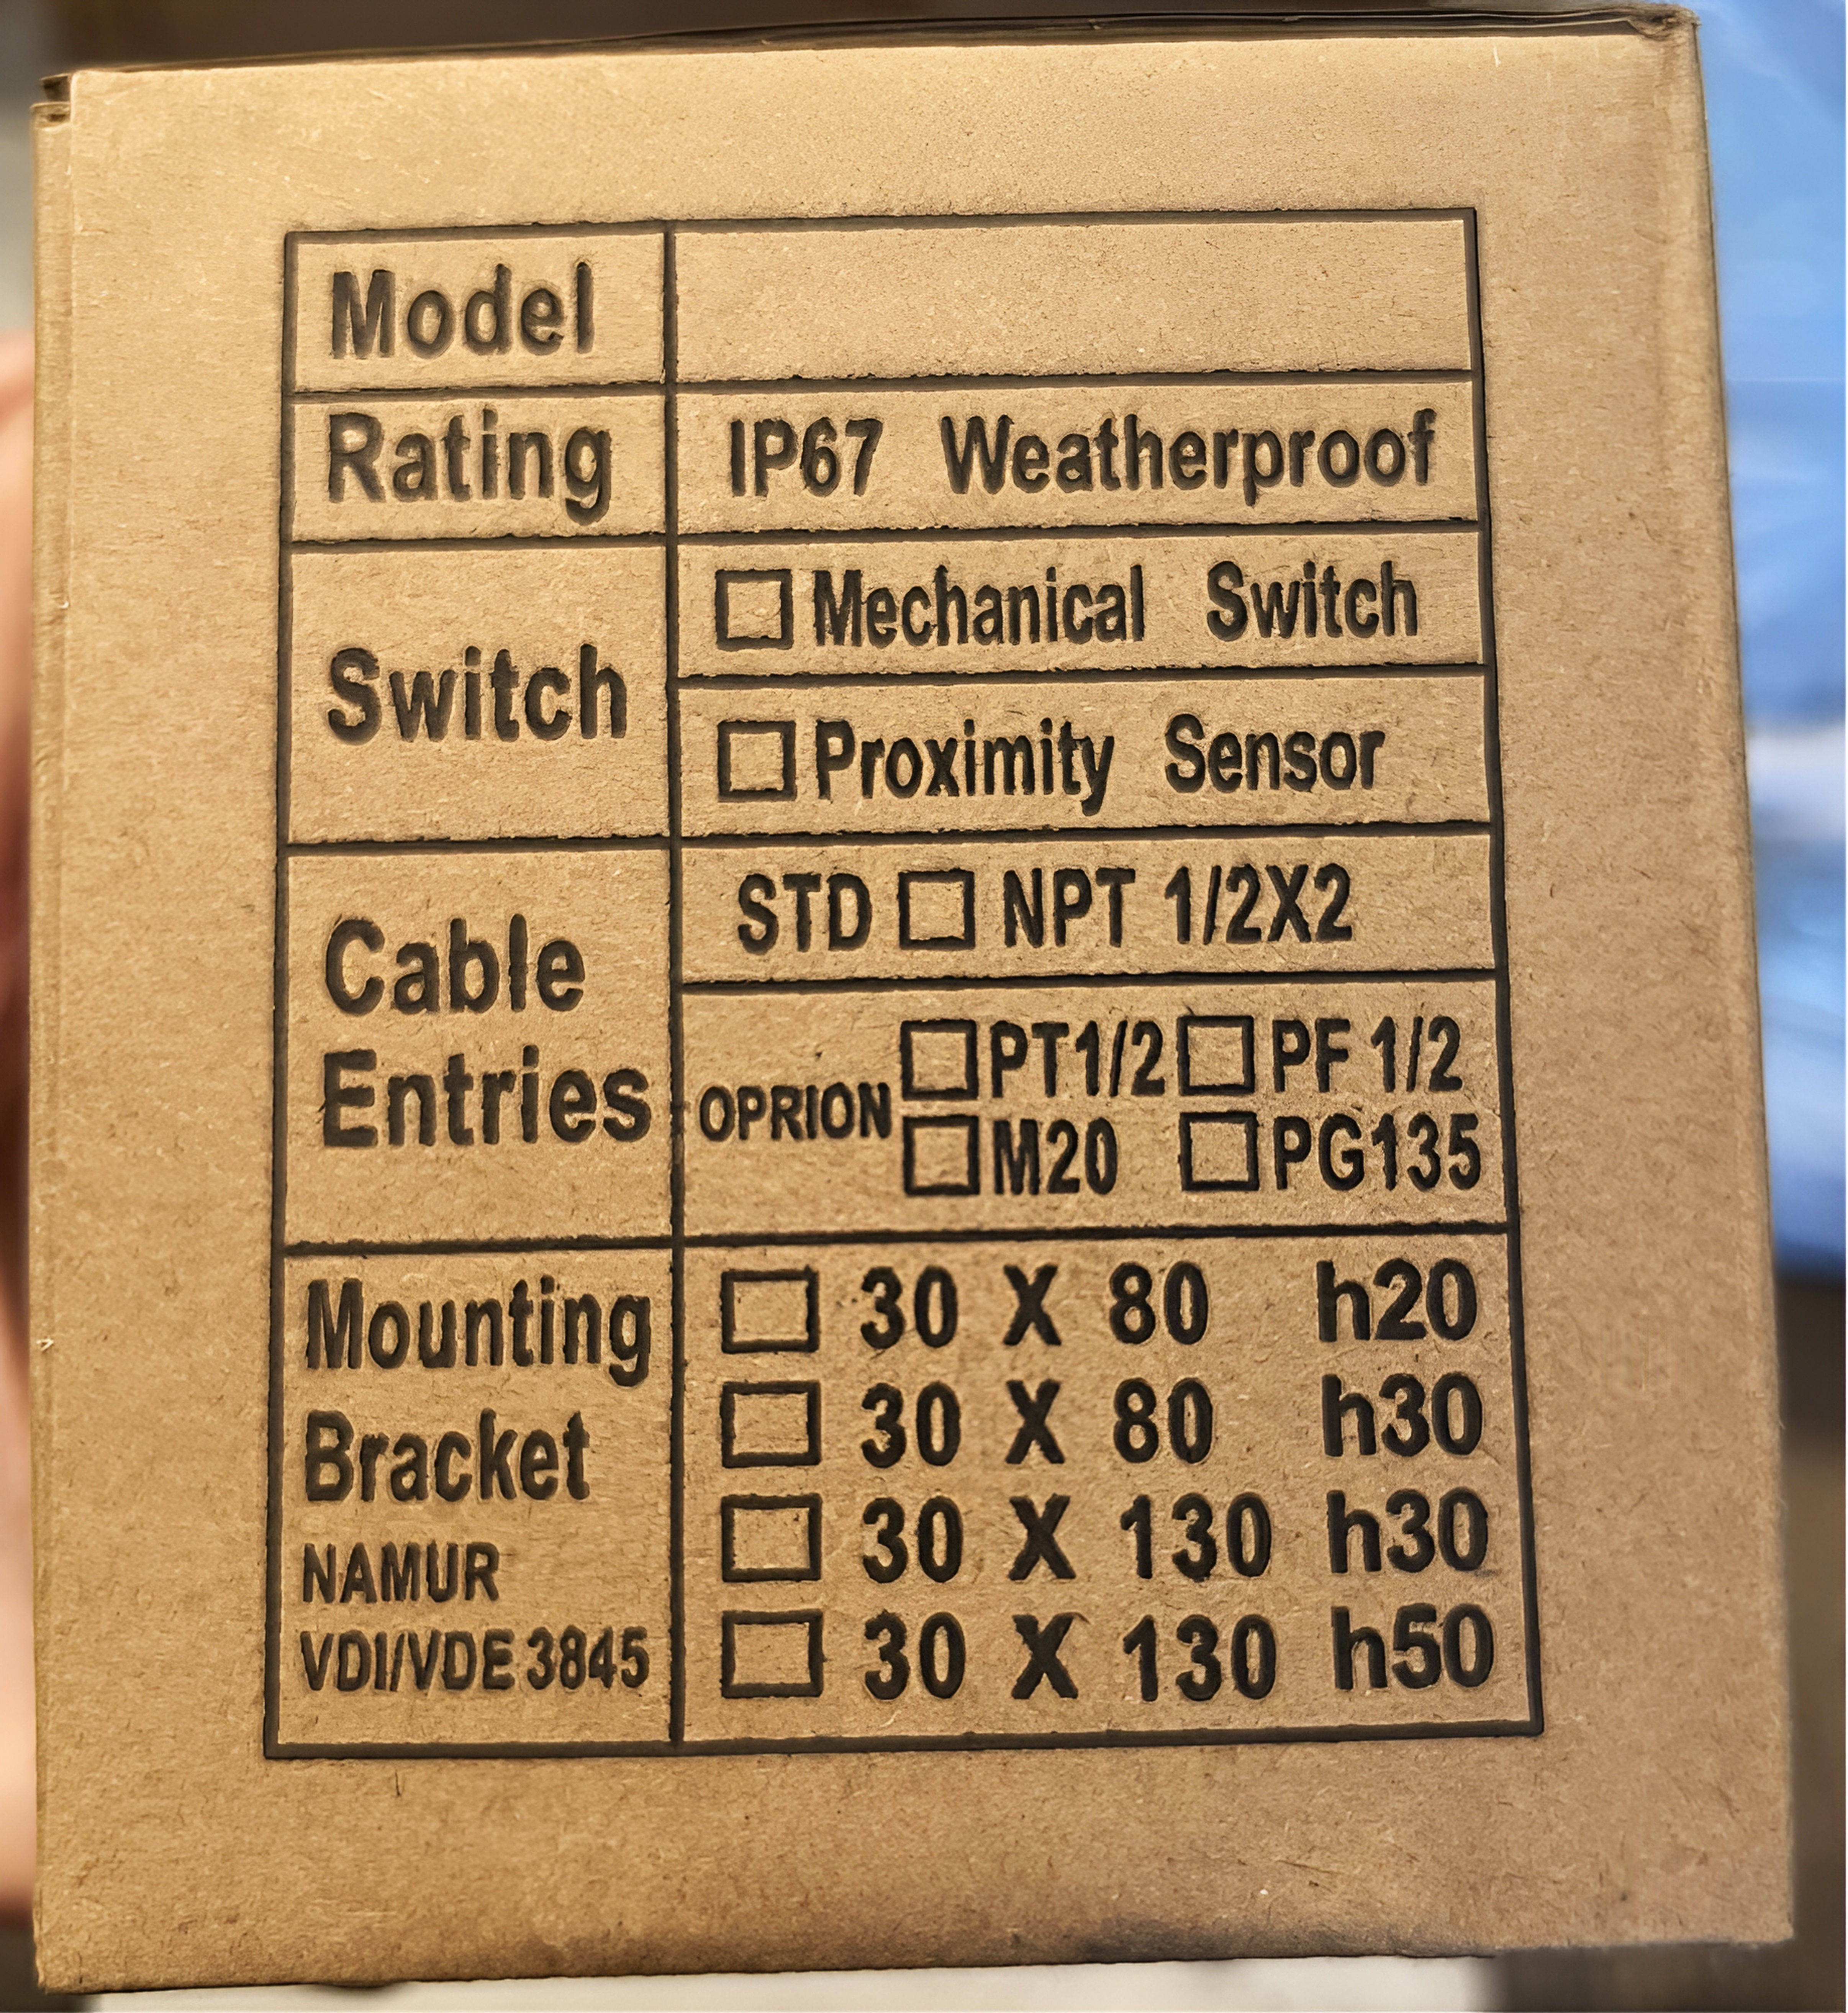 Model
Rating IP67 Weatherproof
Switch
□ Mechanical Switch
□ Proximity Sensor
Cable
Entries
STD □ NPT 1/2X2
OPRION
□ PT1/2 □ PF 1/2
□ M20 □ PG135
Mounting
Bracket
NAMUR
VDI/VDE 3845
□ 30 X 80 h20
□ 30 X 80 h30
□ 30 X 130 h30
□ 30 X 130 h50